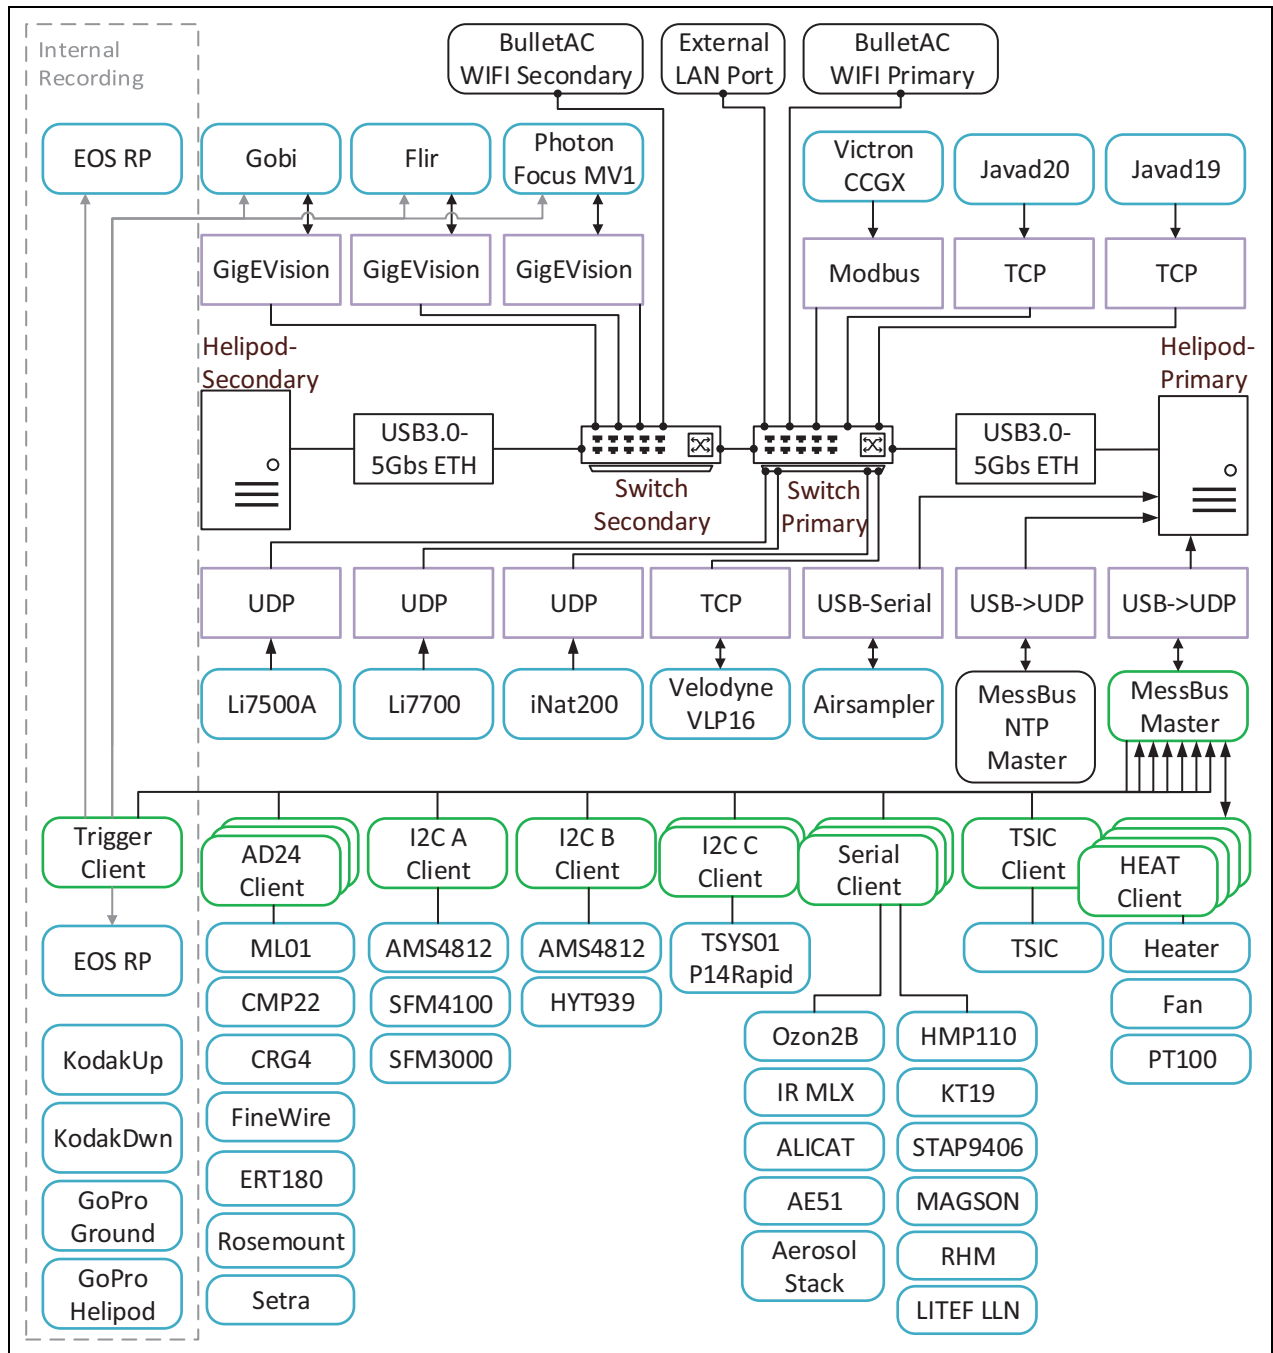 Internal
Recording
BulletAC
WIFI Secondary
External
LAN Port
BulletAC
WIFI Primary
EOS RP
Gobi
Flir
Photon
Focus MV1
Victron
CCGX
Javad20
Javad19
GigEVision
GigEVision
GigEVision
Modbus
TCP
TCP
Helipod-
Secondary
Helipod-
Primary
USB3.0-
5Gbs ETH
USB3.0-
5Gbs ETH
Switch
Secondary
Switch
Primary
UDP
UDP
UDP
TCP
USB-Serial
USB->UDP
USB->UDP
Li7500A
Li7700
iNat200
Velodyne
VLP16
Airsampler
MessBus
NTP
Master
MessBus
Master
Trigger
Client
AD24
Client
I2C A
Client
I2C B
Client
I2C C
Client
Serial
Client
TSIC
Client
HEAT
Client
EOS RP
KodakUp
KodakDwn
GoPro
Ground
GoPro
Helipod
ML01
CMP22
CRG4
FineWire
ERT180
Rosemount
Setra
AMS4812
SFM4100
SFM3000
AMS4812
HYT939
TSYS01
P14Rapid
Ozon2B
IR MLX
ALICAT
AE51
Aerosol
Stack
HMP110
KT19
STAP9406
MAGSON
RHM
LITEF LLN
TSIC
Heater
Fan
PT100